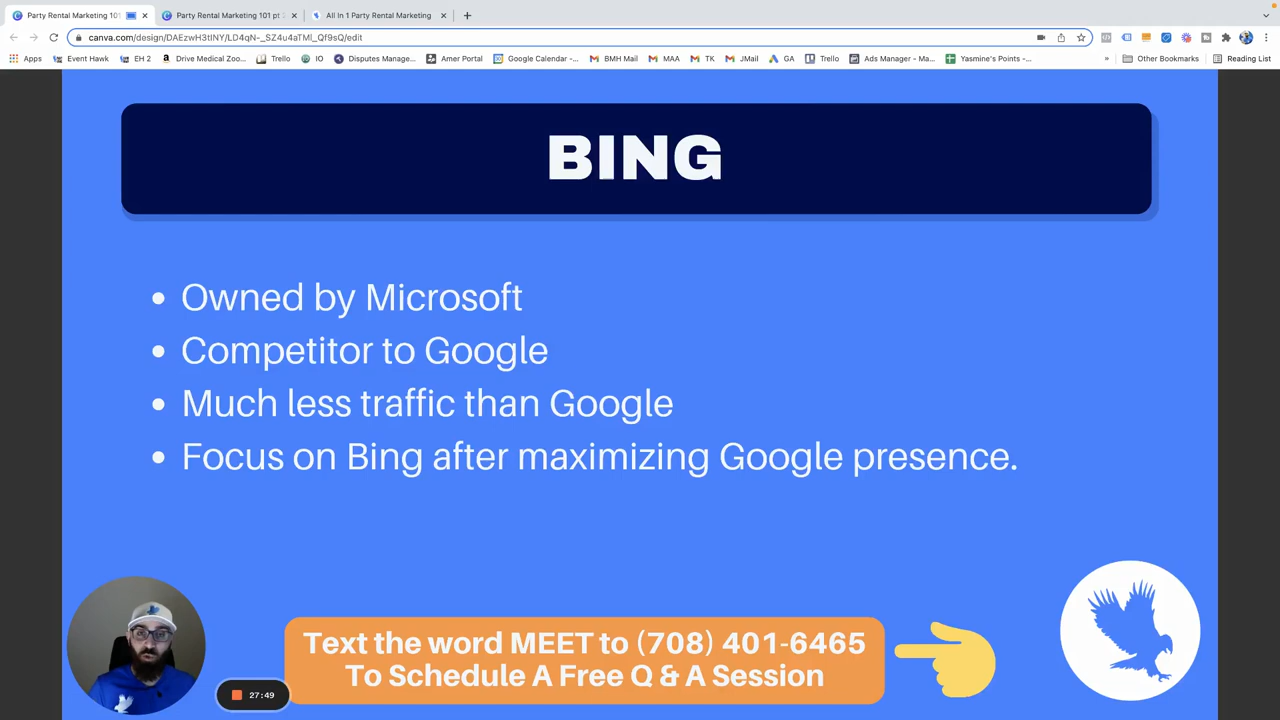 Party Rental Marketing 101
Party Rental Marketing 101 pt
All In 1 Party Rental Marketing
canva.com/design/DAEzwH3tINY/LD4qN-_SZ4u4aTMl_Qf9sQ/edit
Apps
Event Hawk
EH 2
Drive Medical Zoo...
Trello
IO
Disputes Manage...
Amer Portal
Google Calendar -...
BMH Mail
MAA
TK
JMail
GA
Trello
Ads Manager - Ma...
Yasmine's Points -...
»
Other Bookmarks
Reading List
BING
• Owned by Microsoft
• Competitor to Google
• Much less traffic than Google
• Focus on Bing after maximizing Google presence.
Text the word MEET to (708) 401-6465
To Schedule A Free Q & A Session
27:49